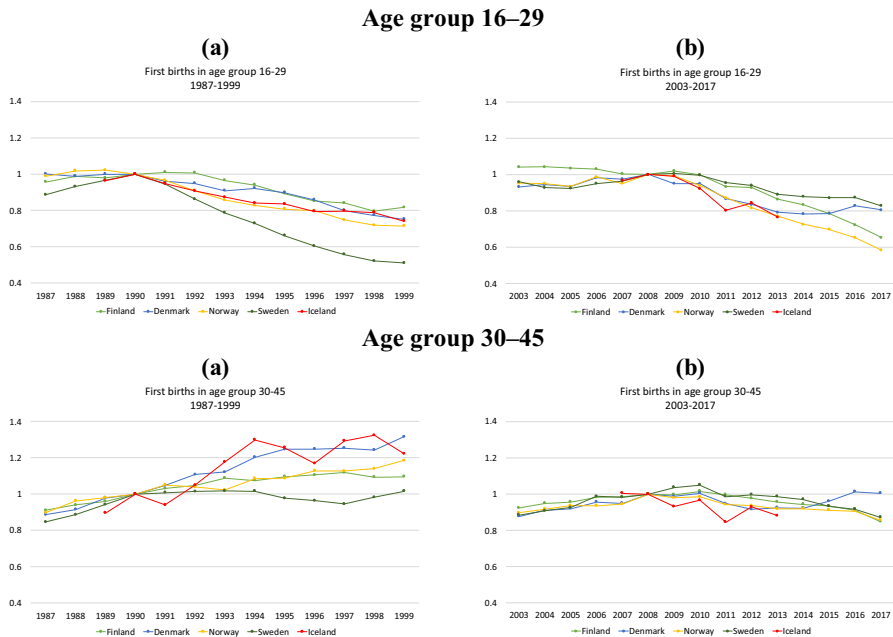 Age group 16–29
(a)
(b)
First births in age group 16-29
1987-1999
First births in age group 16-29
2003-2017
1.4
1.2
1
0.8
0.6
0.4
1987 1988 1989 1990 1991 1992 1993 1994 1995 1996 1997 1998 1999
Finland Denmark Norway Sweden Iceland
1.4
1.2
1
0.8
0.6
0.4
2003 2004 2005 2006 2007 2008 2009 2010 2011 2012 2013 2014 2015 2016 2017
Finland Denmark Norway Sweden Iceland
Age group 30–45
(a)
(b)
First births in age group 30-45
1987-1999
First births in age group 30-45
2003-2017
1.4
1.2
1
0.8
0.6
0.4
1987 1988 1989 1990 1991 1992 1993 1994 1995 1996 1997 1998 1999
Finland Denmark Norway Sweden Iceland
1.4
1.2
1
0.8
0.6
0.4
2003 2004 2005 2006 2007 2008 2009 2010 2011 2012 2013 2014 2015 2016 2017
Finland Denmark Norway Sweden Iceland